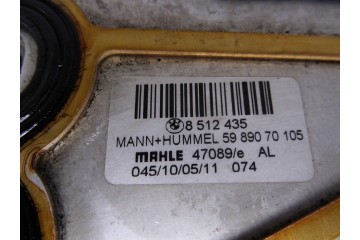 8 512 435
MANN+HUMMEL 59 890 70 105
MAHLE 47089/e AL
045/10/05/11 074